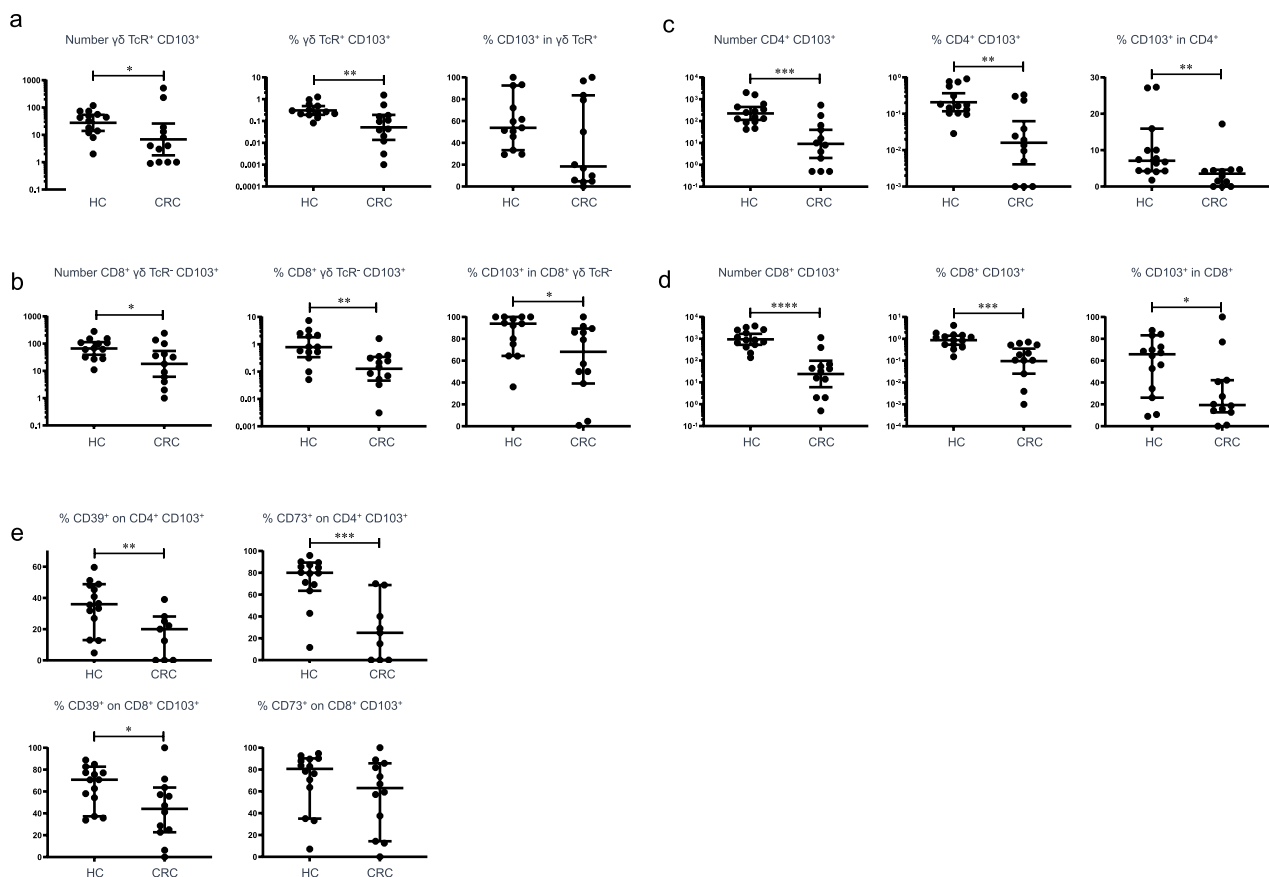 a
Number γδ TcR⁺ CD103⁺
*
1000
100
10
1
0.1
HC
CRC
% γδ TcR⁺ CD103⁺
**
10
1
0.1
0.01
0.001
0.0001
HC
CRC
% CD103⁺ in γδ TcR⁺
100
80
60
40
20
0
HC
CRC
b
Number CD8⁺ γδ TcR⁻ CD103⁺
*
1000
100
10
1
0.1
HC
CRC
% CD8⁺ γδ TcR⁻ CD103⁺
**
10
1
0.1
0.01
0.001
HC
CRC
% CD103⁺ in CD8⁺ γδ TcR⁻
*
100
80
60
40
20
0
HC
CRC
c
Number CD4⁺ CD103⁺
***
10⁴
10³
10²
10¹
10⁰
10⁻¹
HC
CRC
% CD4⁺ CD103⁺
**
10⁰
10⁻¹
10⁻²
10⁻³
HC
CRC
% CD103⁺ in CD4⁺
**
30
20
10
0
HC
CRC
d
Number CD8⁺ CD103⁺
****
10⁴
10³
10²
10¹
10⁰
10⁻¹
HC
CRC
% CD8⁺ CD103⁺
***
10¹
10⁰
10⁻¹
10⁻²
10⁻³
10⁻⁴
HC
CRC
% CD103⁺ in CD8⁺
*
100
80
60
40
20
0
HC
CRC
e
% CD39⁺ on CD4⁺ CD103⁺
**
60
40
20
0
HC
CRC
% CD73⁺ on CD4⁺ CD103⁺
***
100
80
60
40
20
0
HC
CRC
% CD39⁺ on CD8⁺ CD103⁺
*
100
80
60
40
20
0
HC
CRC
% CD73⁺ on CD8⁺ CD103⁺
100
80
60
40
20
0
HC
CRC